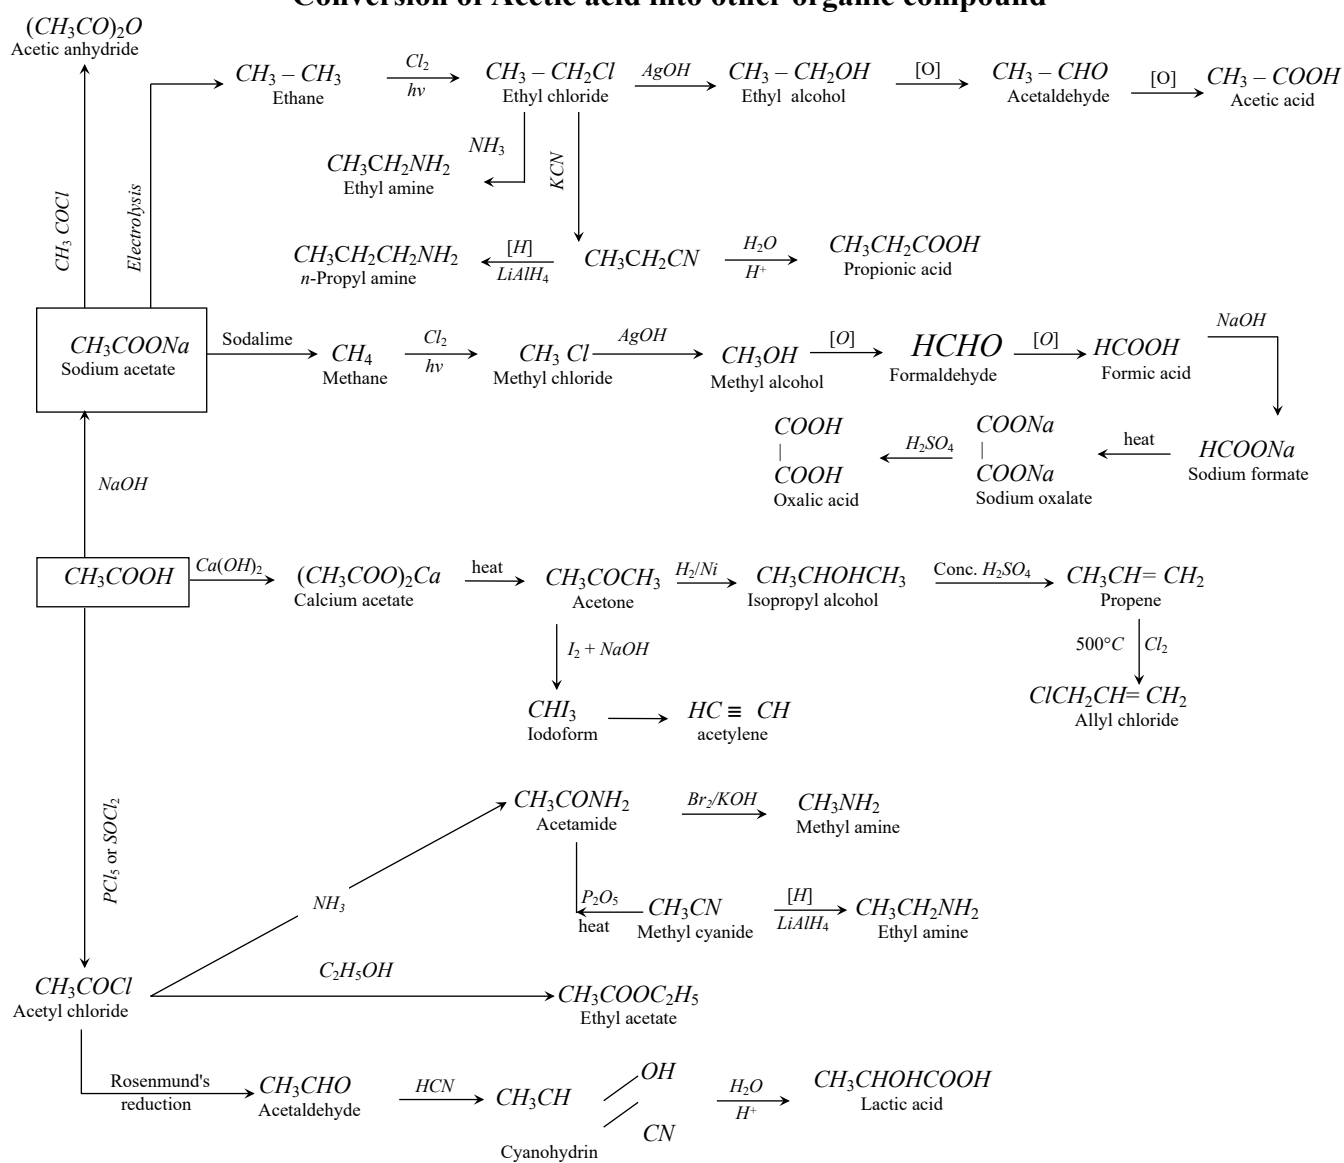 Conversion of Acetic acid into other organic compound
(CH₃CO)₂O
Acetic anhydride
CH₃ COCl
Electrolysis
CH₃ – CH₃
Ethane
Cl₂
hv
CH₃ – CH₂Cl
Ethyl chloride
AgOH
CH₃ – CH₂OH
Ethyl alcohol
[O]
CH₃ – CHO
Acetaldehyde
[O]
CH₃ – COOH
Acetic acid
NH₃
CH₃CH₂NH₂
Ethyl amine
KCN
CH₃CH₂CH₂NH₂
n-Propyl amine
[H]
LiAlH₄
CH₃CH₂CN
H₂O
H⁺
CH₃CH₂COOH
Propionic acid
CH₃COONa
Sodium acetate
Sodalime
CH₄
Methane
Cl₂
hv
CH₃ Cl
Methyl chloride
AgOH
CH₃OH
Methyl alcohol
[O]
HCHO
Formaldehyde
[O]
HCOOH
Formic acid
NaOH
HCOONa
Sodium formate
heat
COONa
|
COONa
Sodium oxalate
H₂SO₄
COOH
|
COOH
Oxalic acid
NaOH
CH₃COOH
Ca(OH)₂
(CH₃COO)₂Ca
Calcium acetate
heat
CH₃COCH₃
Acetone
H₂/Ni
CH₃CHOHCH₃
Isopropyl alcohol
Conc. H₂SO₄
CH₃CH= CH₂
Propene
500°C Cl₂
ClCH₂CH= CH₂
Allyl chloride
I₂ + NaOH
CHI₃
Iodoform
HC ≡ CH
acetylene
PCl₅ or SOCl₂
NH₃
CH₃CONH₂
Acetamide
Br₂/KOH
CH₃NH₂
Methyl amine
P₂O₅
heat
CH₃CN
Methyl cyanide
[H]
LiAlH₄
CH₃CH₂NH₂
Ethyl amine
CH₃COCl
Acetyl chloride
C₂H₅OH
CH₃COOC₂H₅
Ethyl acetate
Rosenmund's
reduction
CH₃CHO
Acetaldehyde
HCN
CH₃CH
OH
CN
Cyanohydrin
H₂O
H⁺
CH₃CHOHCOOH
Lactic acid